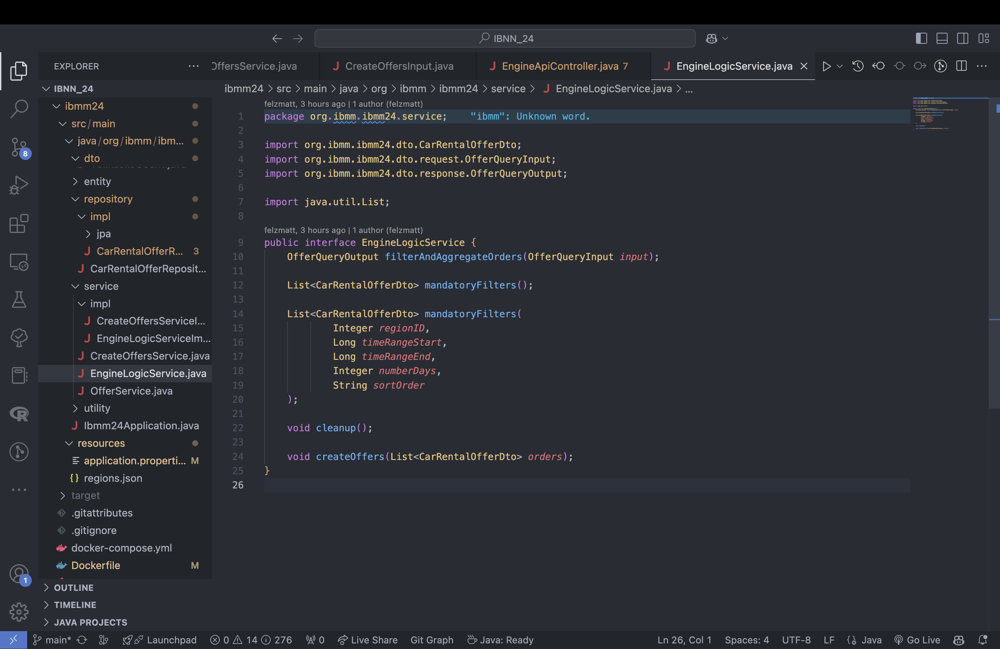 IBNN_24
EXPLORER
OffersService.java
CreateOffersInput.java
EngineApiController.java 7
EngineLogicService.java
IBNN_24
ibmm24 > src > main > java > org > ibmm > ibmm24 > service > EngineLogicService.java > ...
ibmm24
src/main
java/org/ibmm/ibm...
dto
entity
repository
impl
jpa
CarRentalOfferR... 3
CarRentalOfferReposit...
service
impl
CreateOffersServiceI...
EngineLogicServiceIm...
CreateOffersService.java
EngineLogicService.java
OfferService.java
utility
Ibmm24Application.java
resources
application.properti... M
regions.json
target
.gitattributes
.gitignore
docker-compose.yml
Dockerfile M
OUTLINE
TIMELINE
JAVA PROJECTS
8
1
felzmatt, 3 hours ago | 1 author (felzmatt)
1 package org.ibmm.ibmm24.service; "ibmm": Unknown word.
2
3 import org.ibmm.ibmm24.dto.CarRentalOfferDto;
4 import org.ibmm.ibmm24.dto.request.OfferQueryInput;
5 import org.ibmm.ibmm24.dto.response.OfferQueryOutput;
6
7 import java.util.List;
8
felzmatt, 3 hours ago | 1 author (felzmatt)
9 public interface EngineLogicService {
10 OfferQueryOutput filterAndAggregateOrders(OfferQueryInput input);
11
12 List<CarRentalOfferDto> mandatoryFilters();
13
14 List<CarRentalOfferDto> mandatoryFilters(
15 Integer regionID,
16 Long timeRangeStart,
17 Long timeRangeEnd,
18 Integer numberDays,
19 String sortOrder
20 );
21
22 void cleanup();
23
24 void createOffers(List<CarRentalOfferDto> orders);
25 }
26
main* Launchpad 0 14 276 0 Live Share Git Graph Java: Ready Ln 26, Col 1 Spaces: 4 UTF-8 LF Java Go Live